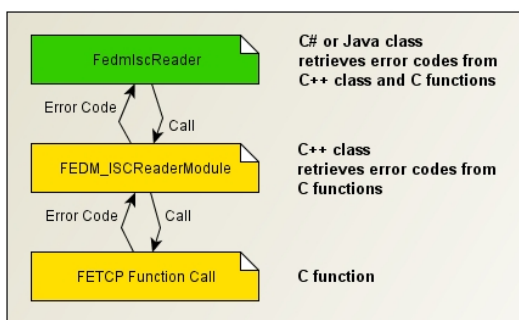 FedmIscReader
C# or Java class
retrieves error codes from
C++ class and C functions
Error Code
Call
FEDM_ISCReaderModule
C++ class
retrieves error codes from
C functions
Error Code
Call
FETCP Function Call
C function